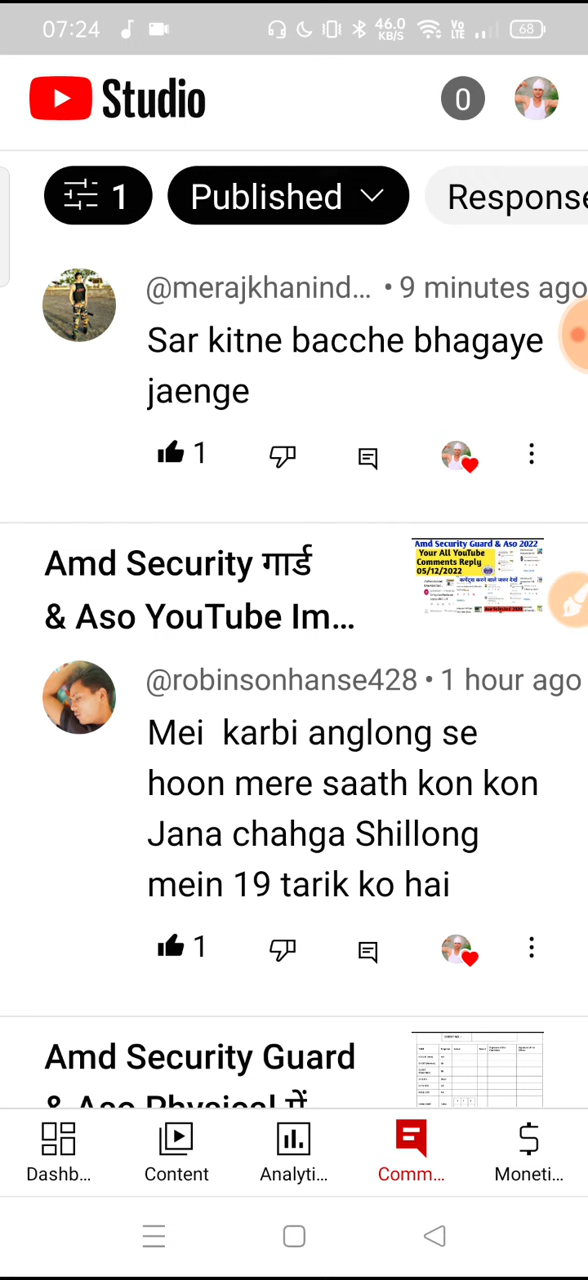 07:24 46.0 KB/S Vo LTE 68
Studio 0
1 Published Response
@merajkhanind... • 9 minutes ago
Sar kitne bacche bhagaye
jaenge
1
Amd Security गार्ड
& Aso YouTube Im...
Amd Security Guard & Aso 2022
Your All YouTube
Comments Reply
05/12/2022
@robinsonhanse428 • 1 hour ago
Mei karbi anglong se
hoon mere saath kon kon
Jana chahga Shillong
mein 19 tarik ko hai
1
Amd Security Guard
& Aso Physical में
Dashb... Content Analyti... Comm... Moneti...